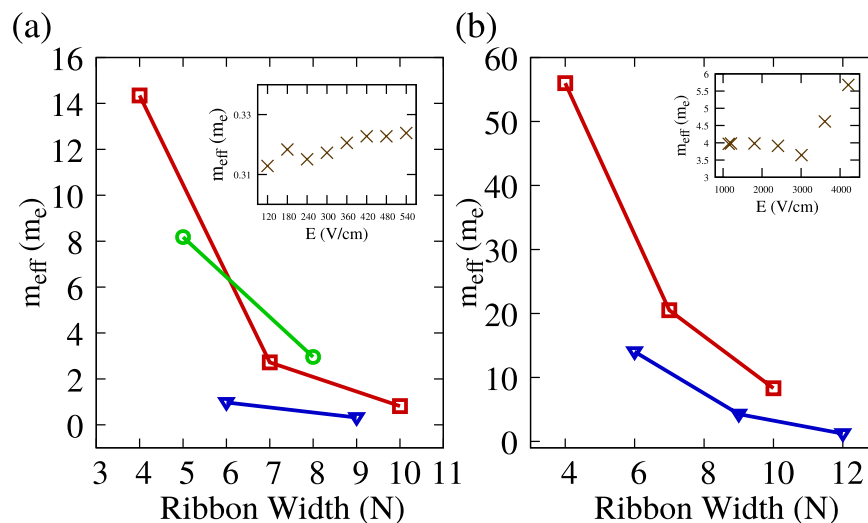 (a)
16
14
12
10
8
6
4
2
0
m_eff (m_e)
3 4 5 6 7 8 9 10 11
Ribbon Width (N)
0.33
0.31
m_eff (m_e)
120 180 240 300 360 420 480 540
E (V/cm)
(b)
60
50
40
30
20
10
0
m_eff (m_e)
4 6 8 10 12
Ribbon Width (N)
6
5.5
5
4.5
4
3.5
3
m_eff (m_e)
1000 2000 3000 4000
E (V/cm)